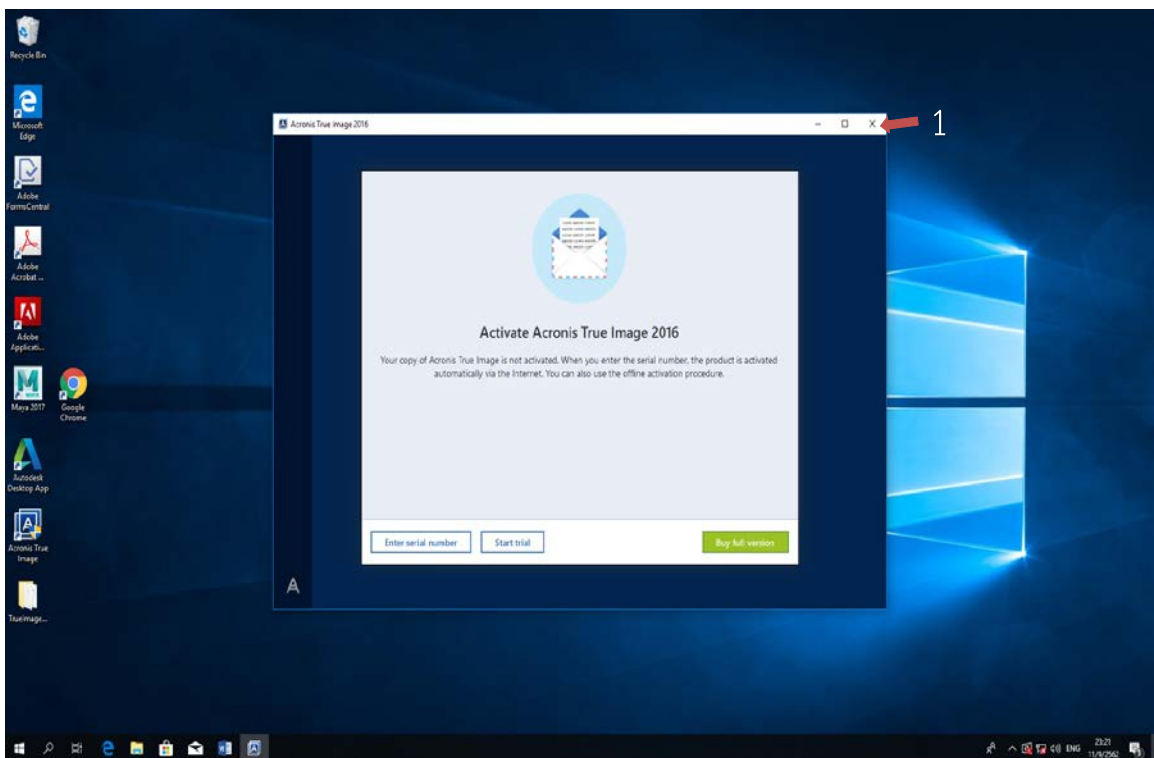 Recycle Bin
Microsoft
Edge
Adobe
FormsCentral
Adobe
Acrobat ...
Adobe
Applicati...
Maya 2017
Google
Chrome
Autodesk
Desktop App
Acronis True
Image
TrueImage...
Acronis True Image 2016
1
Activate Acronis True Image 2016
Your copy of Acronis True Image is not activated. When you enter the serial number, the product is activated
automatically via the Internet. You can also use the offline activation procedure.
Enter serial number
Start trial
Buy full version
ENG
23:21
11/9/2562